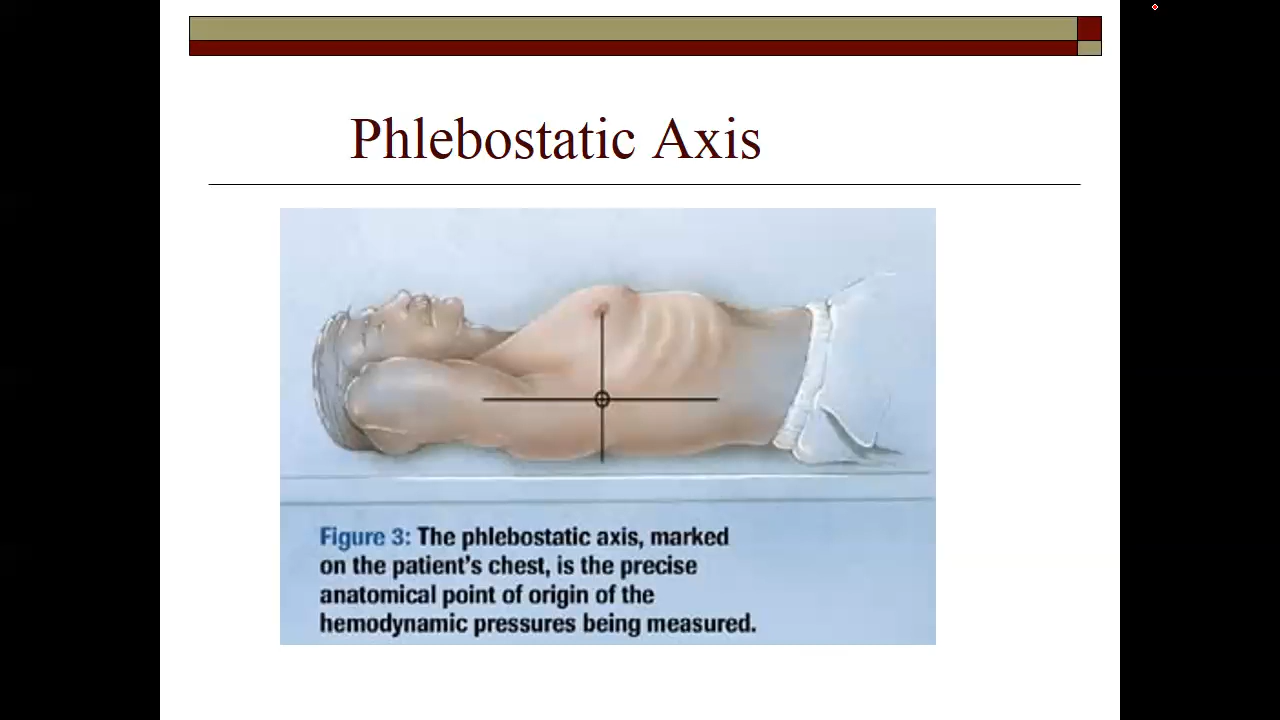 Phlebostatic Axis
Figure 3: The phlebostatic axis, marked
on the patient's chest, is the precise
anatomical point of origin of the
hemodynamic pressures being measured.